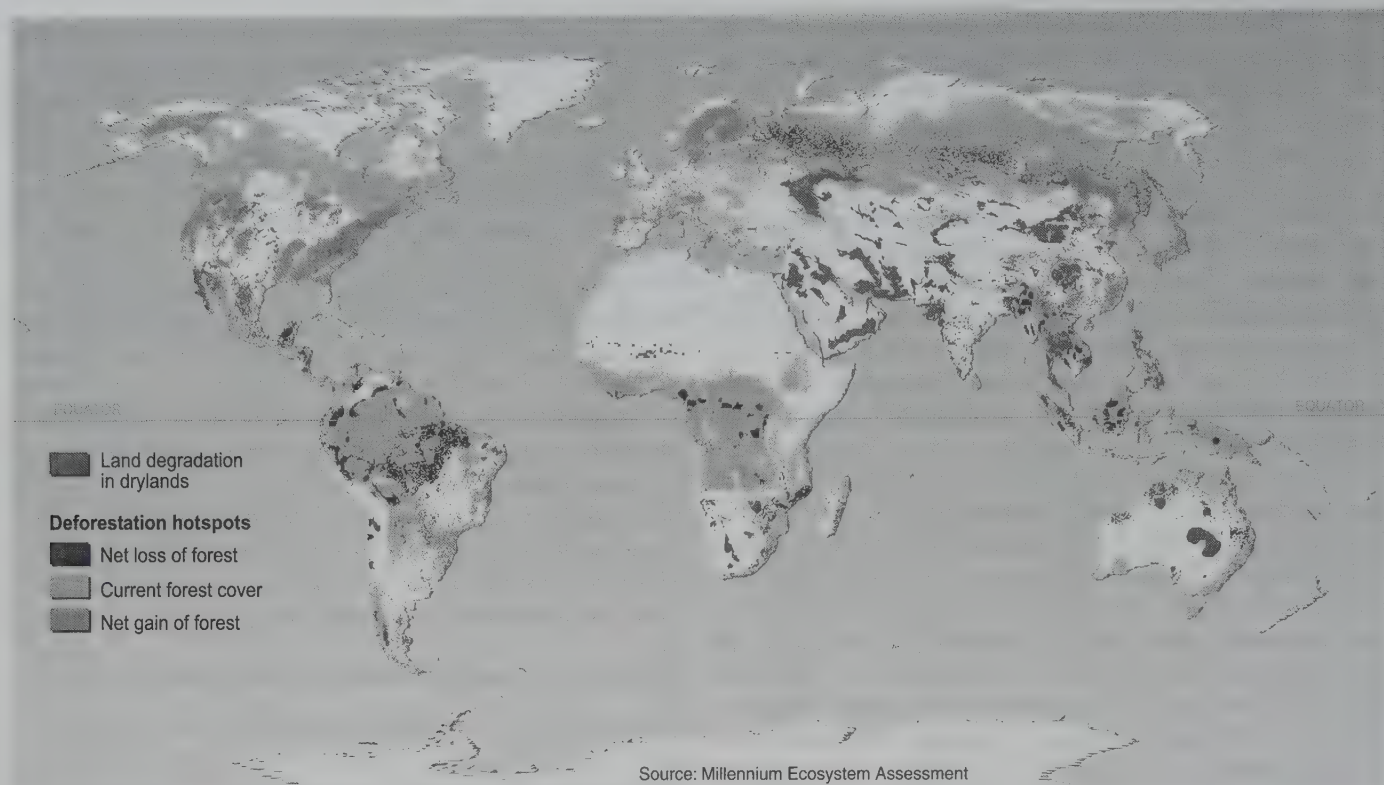 EQUATOR
EQUATOR
Land degradation
in drylands
Deforestation hotspots
Net loss of forest
Current forest cover
Net gain of forest
Source: Millennium Ecosystem Assessment